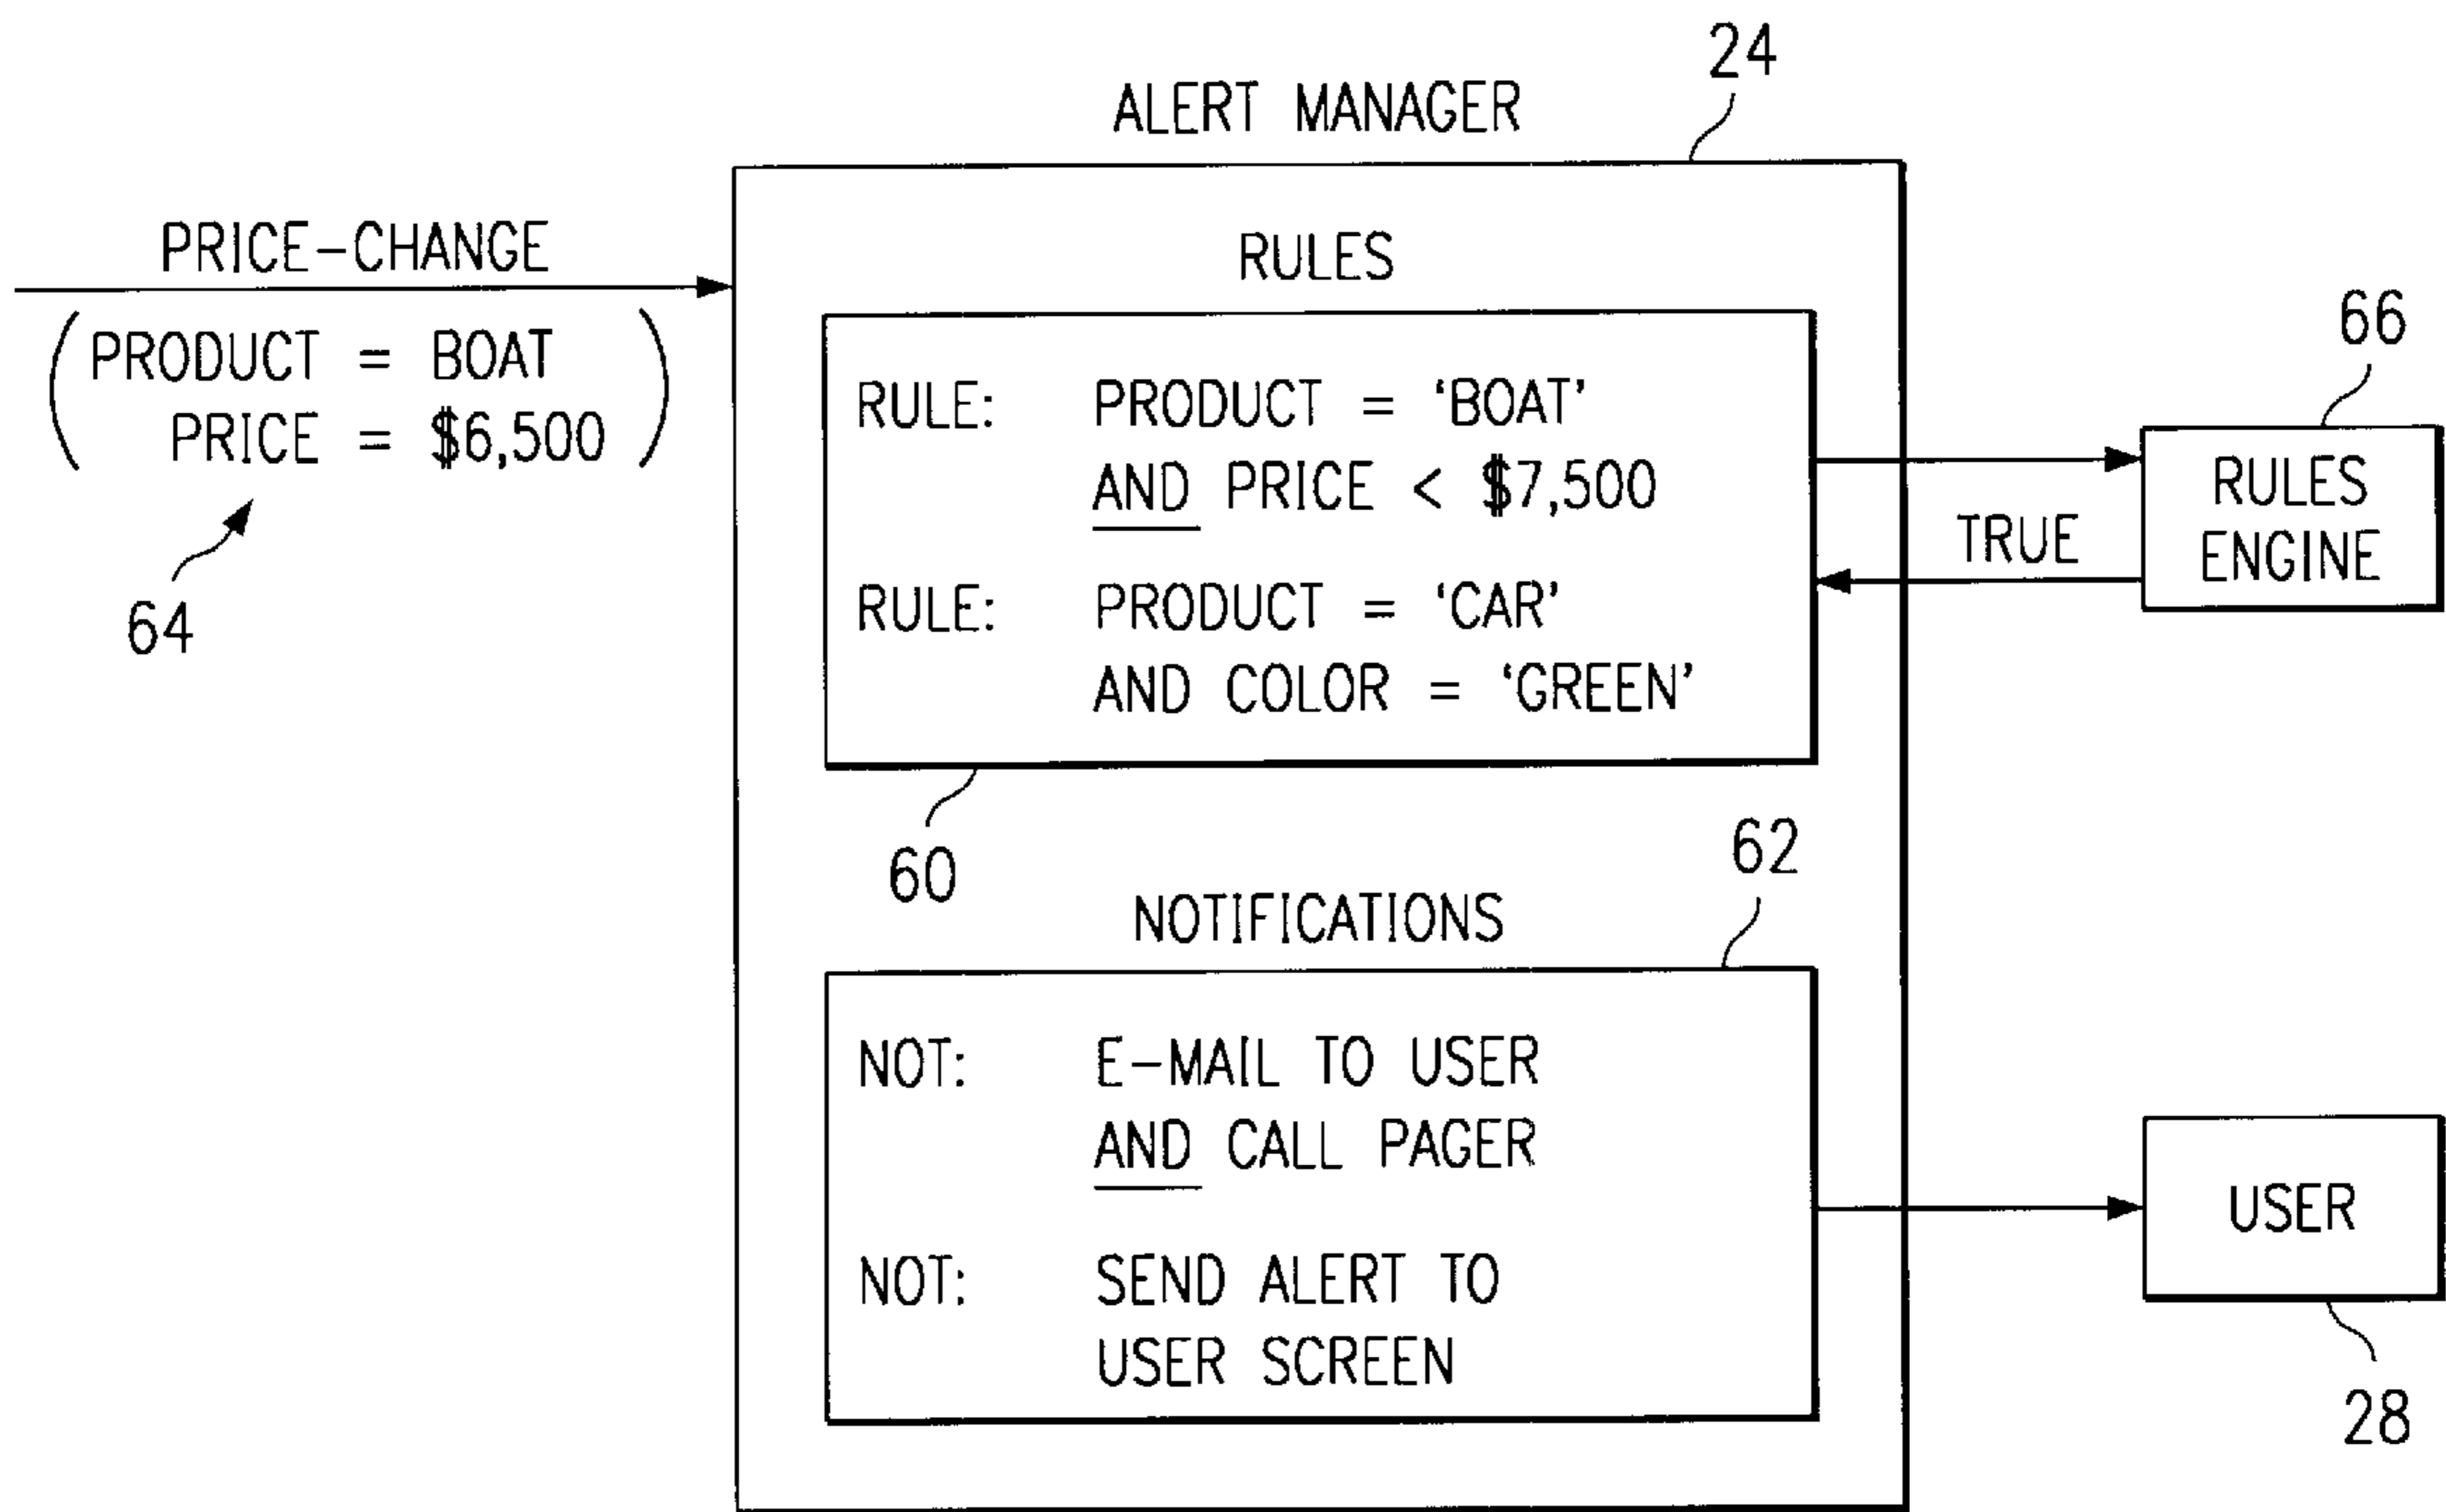 24
ALERT MANAGER
PRICE-CHANGE
PRODUCT = BOAT
PRICE = $6,500
64
RULES
RULE: PRODUCT = ‘BOAT’
AND PRICE < $7,500
RULE: PRODUCT = ‘CAR’
AND COLOR = ‘GREEN’
60
66
RULES
ENGINE
TRUE
62
NOTIFICATIONS
NOT: E-MAIL TO USER
AND CALL PAGER
NOT: SEND ALERT TO
USER SCREEN
USER
28